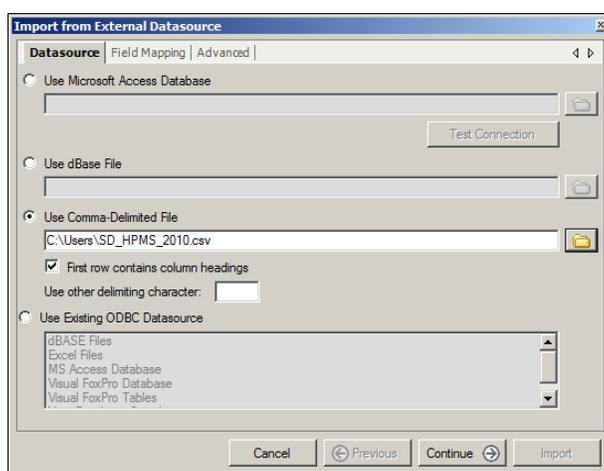 Import from External Datasource
Datasource Field Mapping Advanced
Use Microsoft Access Database
Test Connection
Use dBase File
Use Comma-Delimited File
C:\Users\SD_HPMS_2010.csv
First row contains column headings
Use other delimiting character:
Use Existing ODBC Datasource
dBASE Files
Excel Files
MS Access Database
Visual FoxPro Database
Visual FoxPro Tables
Cancel Previous Continue Import